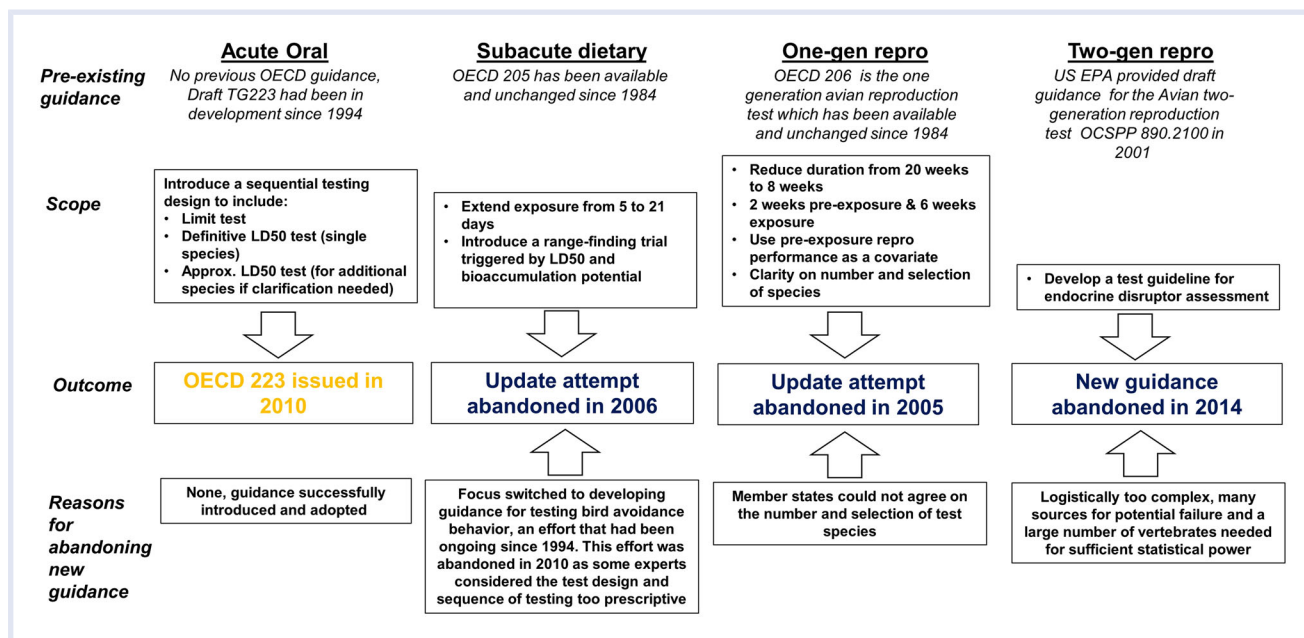 Acute Oral
No previous OECD guidance,
Draft TG223 had been in
development since 1994
Subacute dietary
OECD 205 has been available
and unchanged since 1984
One-gen repro
OECD 206 is the one
generation avian reproduction
test which has been available
and unchanged since 1984
Two-gen repro
US EPA provided draft
guidance for the Avian two-
generation reproduction
test OCSPP 890.2100 in
2001
Pre-existing
guidance
Scope
Introduce a sequential testing
design to include:
• Limit test
• Definitive LD50 test (single
species)
• Approx. LD50 test (for additional
species if clarification needed)
• Extend exposure from 5 to 21
days
• Introduce a range-finding trial
triggered by LD50 and
bioaccumulation potential
• Reduce duration from 20 weeks
to 8 weeks
• 2 weeks pre-exposure & 6 weeks
exposure
• Use pre-exposure repro
performance as a covariate
• Clarity on number and selection
of species
• Develop a test guideline for
endocrine disruptor assessment
Outcome
OECD 223 issued in
2010
Update attempt
abandoned in 2006
Update attempt
abandoned in 2005
New guidance
abandoned in 2014
Reasons
for
abandoning
new
guidance
None, guidance successfully
introduced and adopted
Focus switched to developing
guidance for testing bird avoidance
behavior, an effort that had been
ongoing since 1994. This effort was
abandoned in 2010 as some experts
considered the test design and
sequence of testing too prescriptive
Member states could not agree on
the number and selection of test
species
Logistically too complex, many
sources for potential failure and a
large number of vertebrates needed
for sufficient statistical power